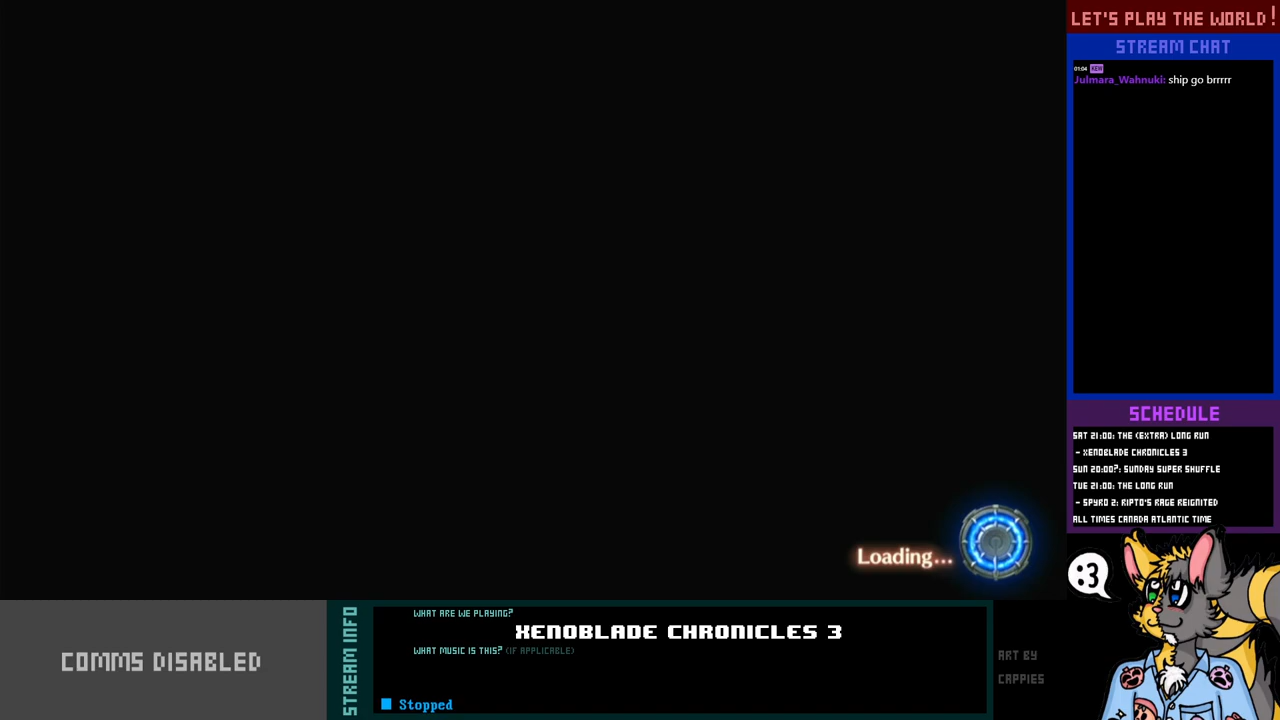 LET'S PLAY THE WORLD!
STREAM CHAT
01:04 KEW
Julmara_Wahnuki: ship go brrrrr
SCHEDULE
SAT 21:00: THE (EXTRA) LONG RUN
- XENOBLADE CHRONICLES 3
SUN 20:00?: SUNDAY SUPER SHUFFLE
TUE 21:00: THE LONG RUN
- SPYRO 2: RIPTO'S RAGE REIGNITED
ALL TIMES CANADA ATLANTIC TIME
Loading...
:3
COMMS DISABLED
STREAM INFO
WHAT ARE WE PLAYING?
XENOBLADE CHRONICLES 3
WHAT MUSIC IS THIS? (IF APPLICABLE)
Stopped
ART BY
CAPPIES